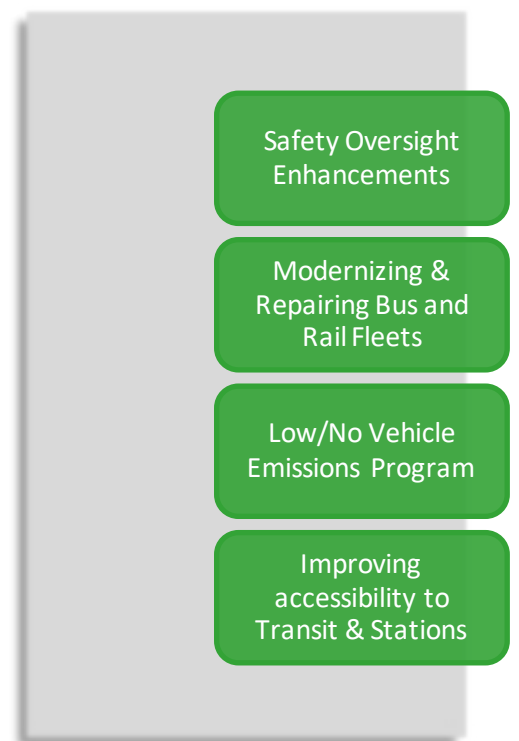 Safety Oversight
Enhancements
Modernizing &
Repairing Bus and
Rail Fleets
Low/No Vehicle
Emissions Program
Improving
accessibility to
Transit & Stations